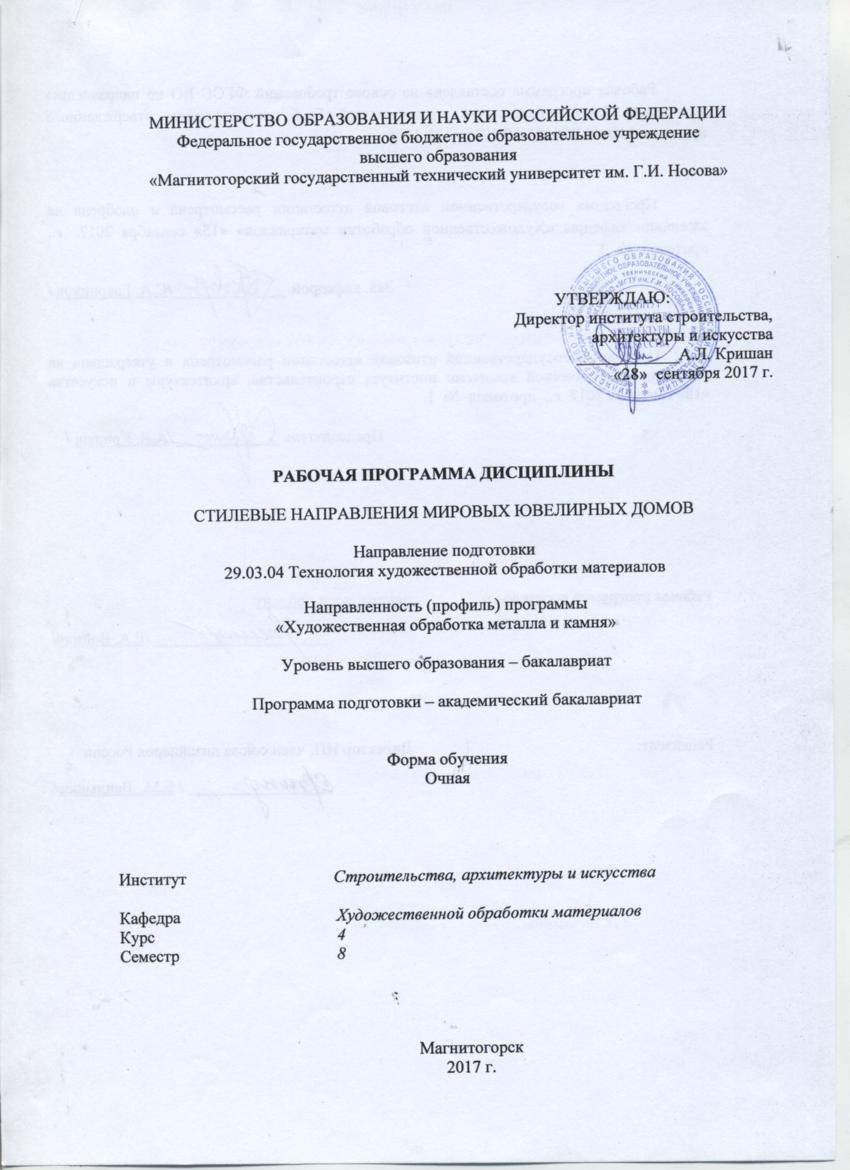 МИНИСТЕРСТВО ОБРАЗОВАНИЯ И НАУКИ РОССИЙСКОЙ ФЕДЕРАЦИИ
Федеральное государственное бюджетное образовательное учреждение
высшего образования
«Магнитогорский государственный технический университет им. Г.И. Носова»
УТВЕРЖДАЮ:
Директор института строительства,
архитектуры и искусства
А.Л. Кришан
«28» сентября 2017 г.
РАБОЧАЯ ПРОГРАММА ДИСЦИПЛИНЫ
СТИЛЕВЫЕ НАПРАВЛЕНИЯ МИРОВЫХ ЮВЕЛИРНЫХ ДОМОВ
Направление подготовки
29.03.04 Технология художественной обработки материалов
Направленность (профиль) программы
«Художественная обработка металла и камня»
Уровень высшего образования – бакалавриат
Программа подготовки – академический бакалавриат
Форма обучения
Очная
Институт Строительства, архитектуры и искусства
Кафедра Художественной обработки материалов
Курс 4
Семестр 8
Магнитогорск
2017 г.